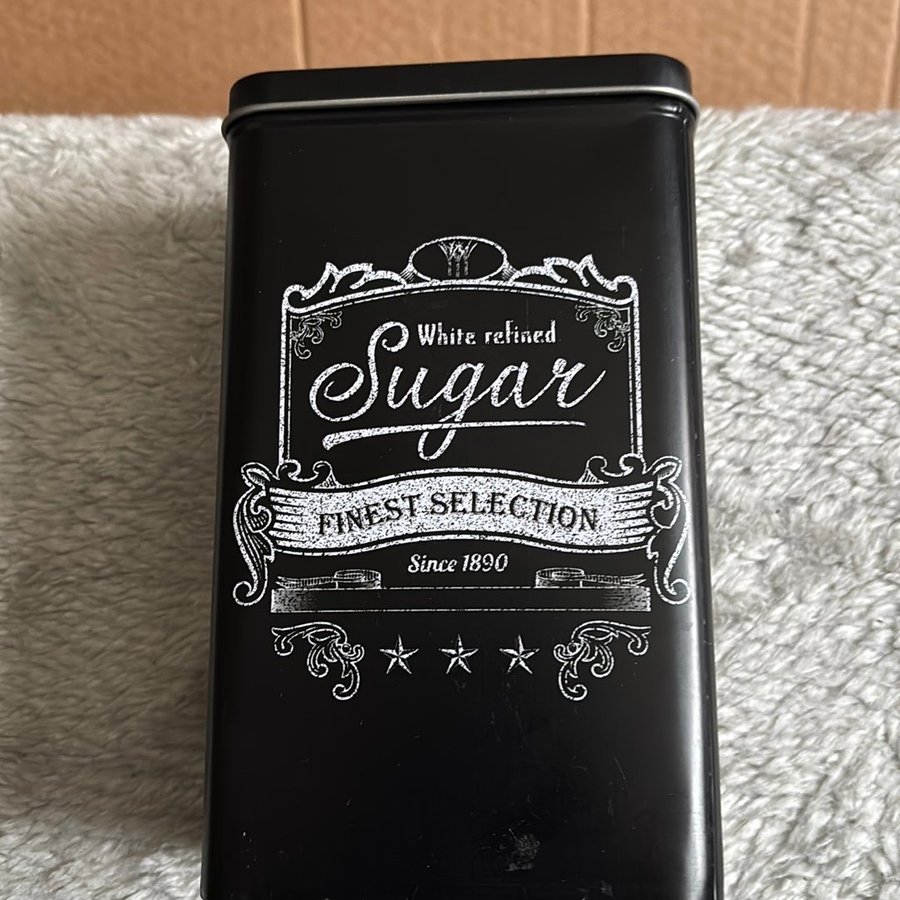 White refined
Sugar
FINEST SELECTION
Since 1890